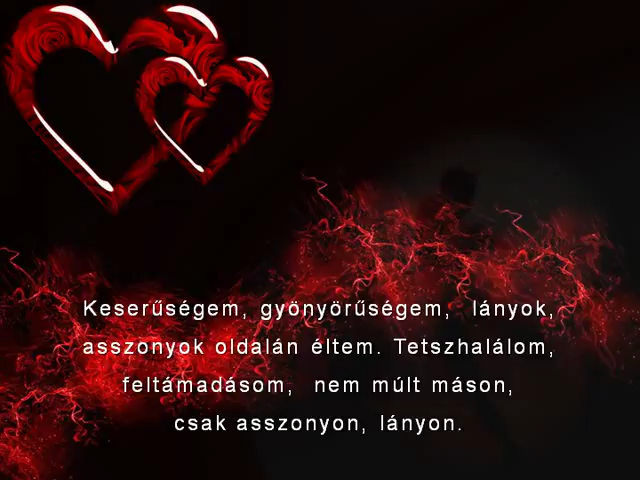 Keserűségem, gyönyörűségem, lányok,
asszonyok oldalán éltem. Tetszhalálom,
feltámadásom, nem múlt máson,
csak asszonyon, lányon.